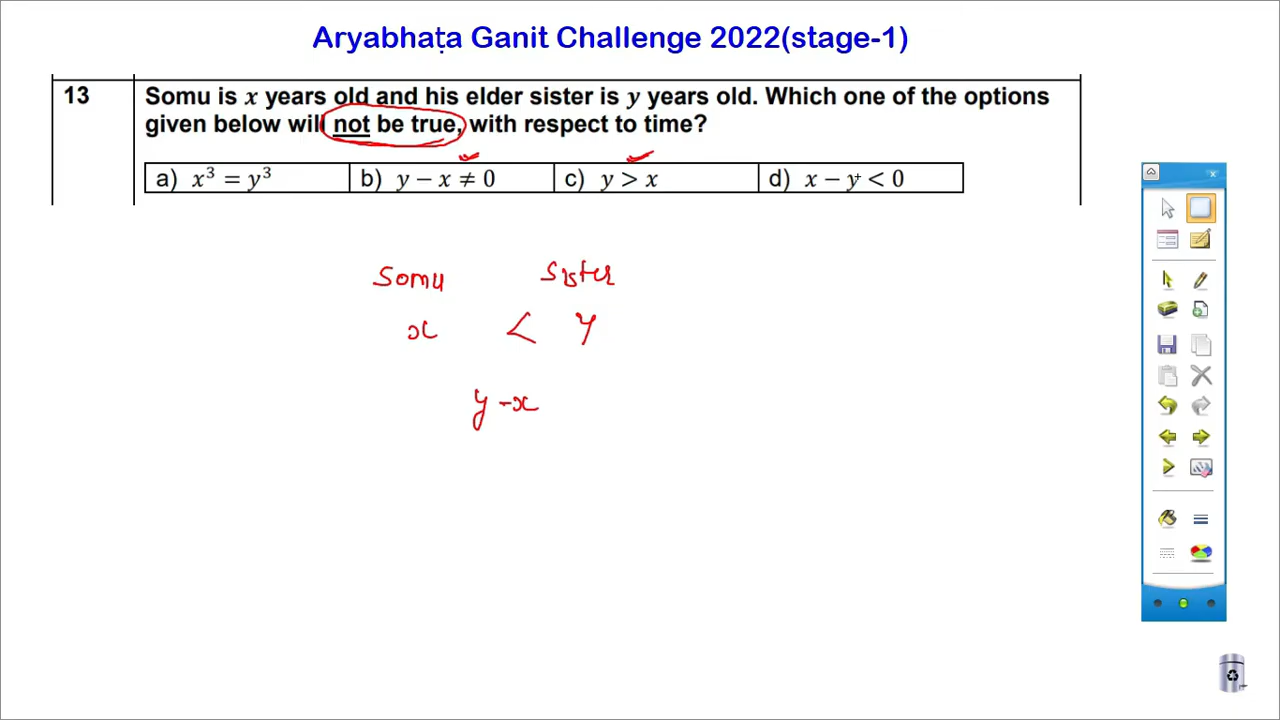 Aryabhaṭa Ganit Challenge 2022(stage-1)
13
Somu is x years old and his elder sister is y years old. Which one of the options
given below will not be true, with respect to time?
a) x³ = y³
b) y − x ≠ 0
c) y > x
d) x − y < 0
Somu Sister
x < y
y - x